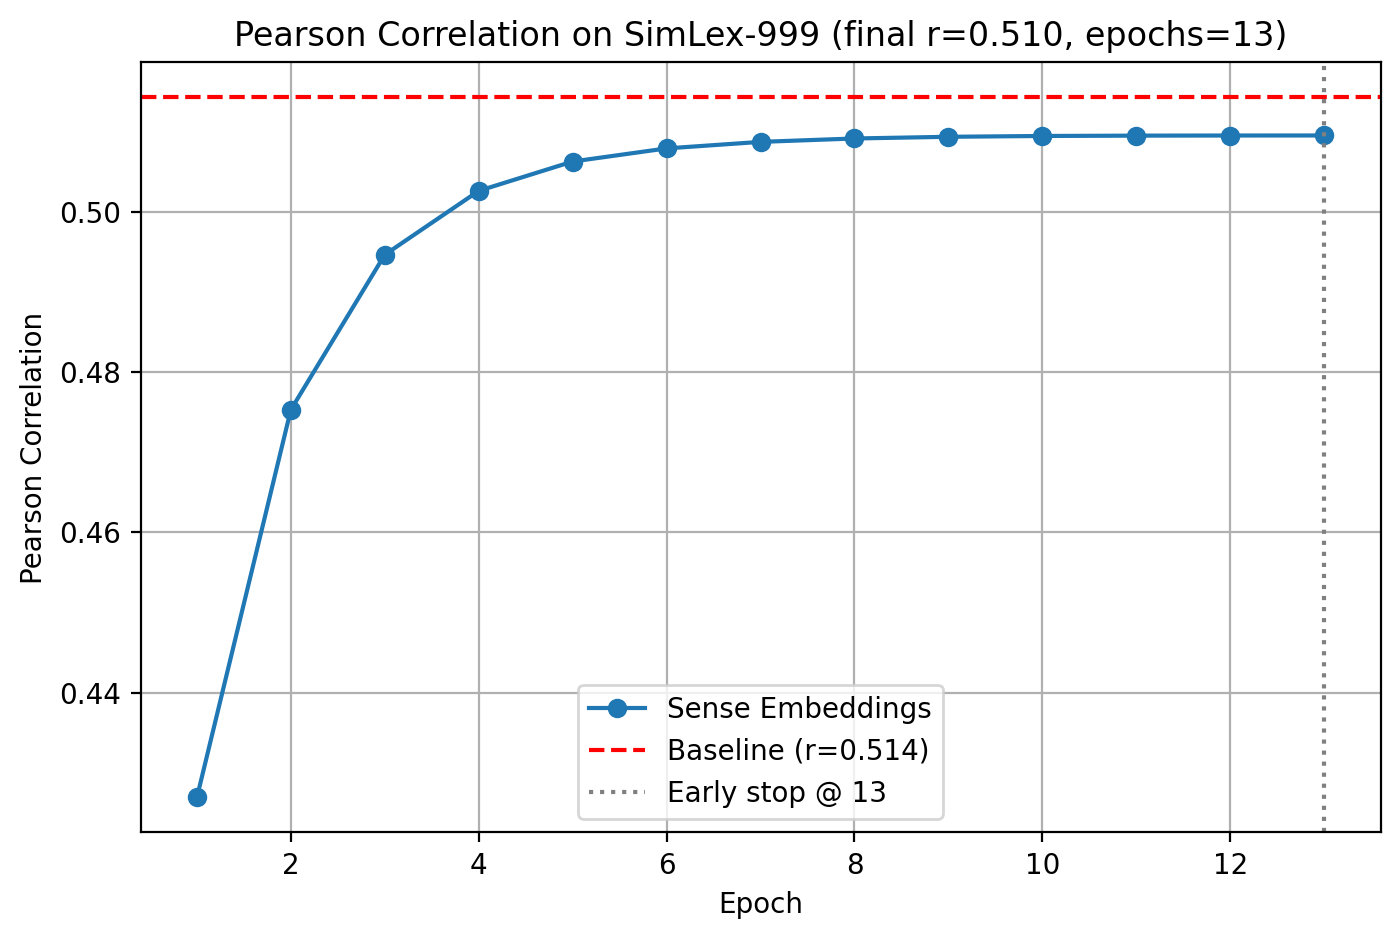 Pearson Correlation on SimLex-999 (final r=0.510, epochs=13)
Pearson Correlation
0.50
0.48
0.46
0.44
Sense Embeddings
Baseline (r=0.514)
Early stop @ 13
2 4 6 8 10 12
Epoch